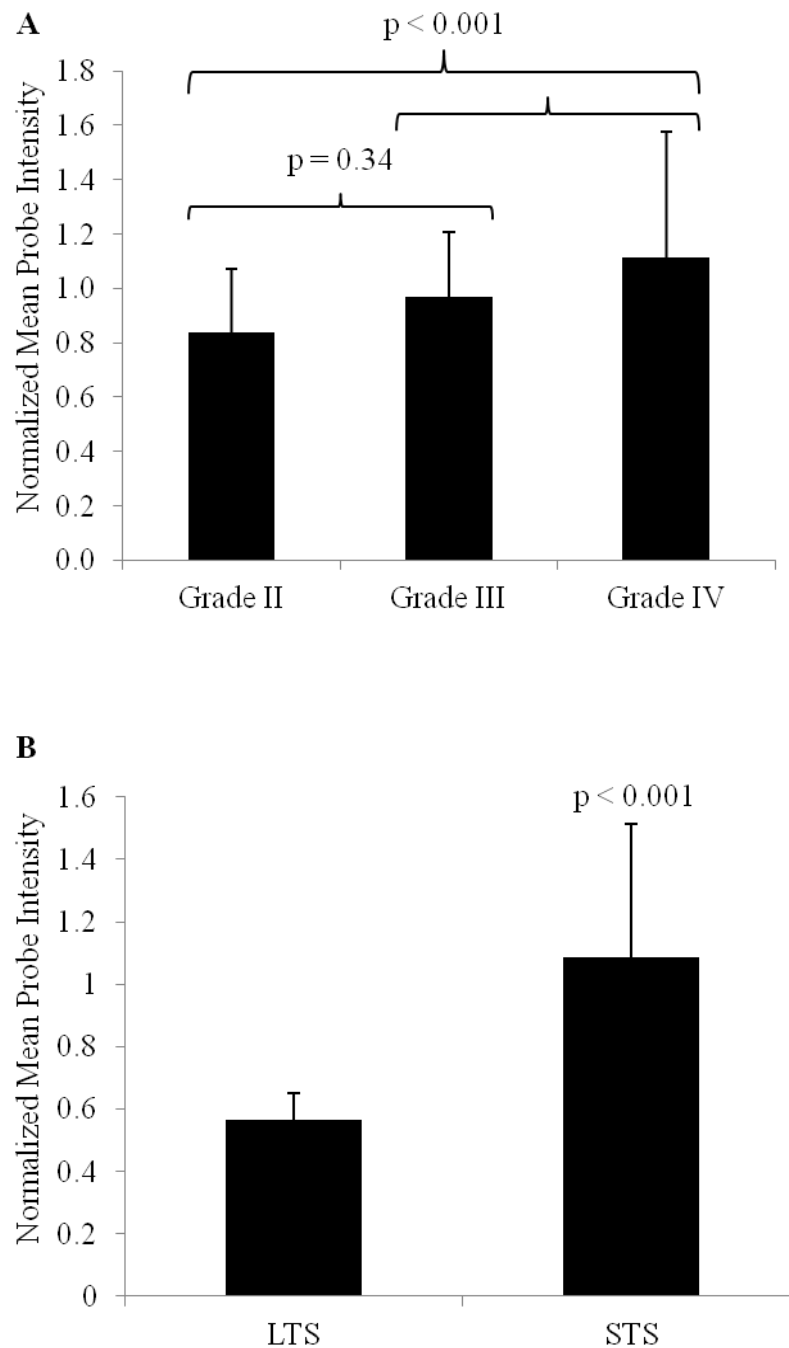 A
p < 0.001
Normalized Mean Probe Intensity
1.8
1.6
p = 0.34
1.4
1.2
1.0
0.8
0.6
0.4
0.2
0.0
Grade II Grade III Grade IV
B
Normalized Mean Probe Intensity
1.6
p < 0.001
1.4
1.2
1
0.8
0.6
0.4
0.2
0
LTS STS